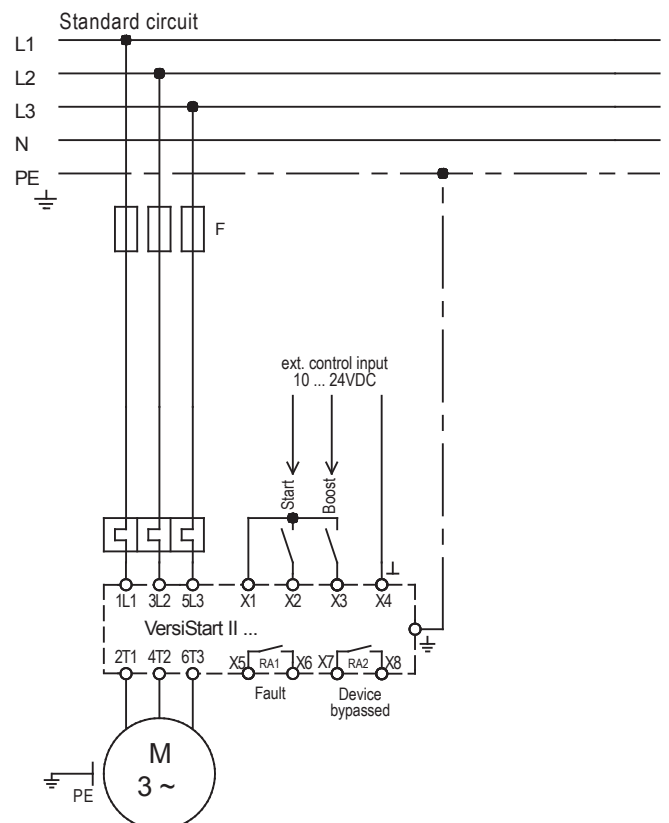 Standard circuit
L1
L2
L3
N
PE
F
ext. control input
10 ... 24VDC
Start
Boost
1L1 3L2 5L3 X1 X2 X3 X4
VersiStart II ...
2T1 4T2 6T3 X5 RA1 X6 X7 RA2 X8
Fault
Device
bypassed
M
3 ~
PE